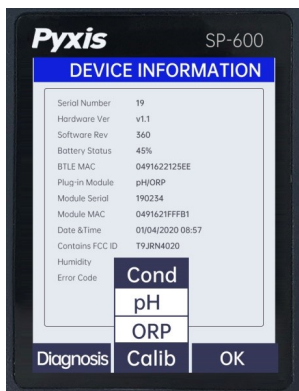 Pyxis SP-600
DEVICE INFORMATION
Serial Number 19
Hardware Ver v1.1
Software Rev 360
Battery Status 45%
BTLE MAC 0491622125EE
Plug-in Module pH/ORP
Module Serial 190234
Module MAC 0491621FFFB1
Date &Time 01/04/2020 08:57
Contains FCC ID T9JRN4020
Humidity
Error Code
Cond
pH
ORP
Diagnosis Calib OK